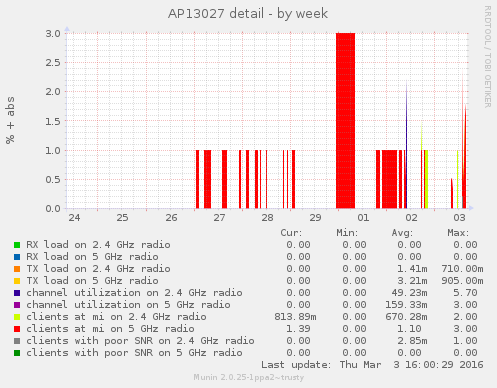 AP13027 detail - by week
RRDTOOL / TOBI OETIKER
% + abs
3.0
2.5
2.0
1.5
1.0
0.5
0.0
24 25 26 27 28 29 01 02 03
Cur: Min: Avg: Max:
RX load on 2.4 GHz radio 0.00 0.00 0.00 0.00
RX load on 5 GHz radio 0.00 0.00 0.00 0.00
TX load on 2.4 GHz radio 0.00 0.00 1.41m 710.00m
TX load on 5 GHz radio 0.00 0.00 3.21m 905.00m
channel utilization on 2.4 GHz radio 0.00 0.00 49.23m 5.70
channel utilization on 5 GHz radio 0.00 0.00 159.33m 3.00
clients at mi on 2.4 GHz radio 813.89m 0.00 670.28m 2.00
clients at mi on 5 GHz radio 1.39 0.00 1.10 3.00
clients with poor SNR on 2.4 GHz radio 0.00 0.00 2.85m 1.00
clients with poor SNR on 5 GHz radio 0.00 0.00 0.00 0.00
Last update: Thu Mar 3 16:00:29 2016
Munin 2.0.25-1ppa2~trusty